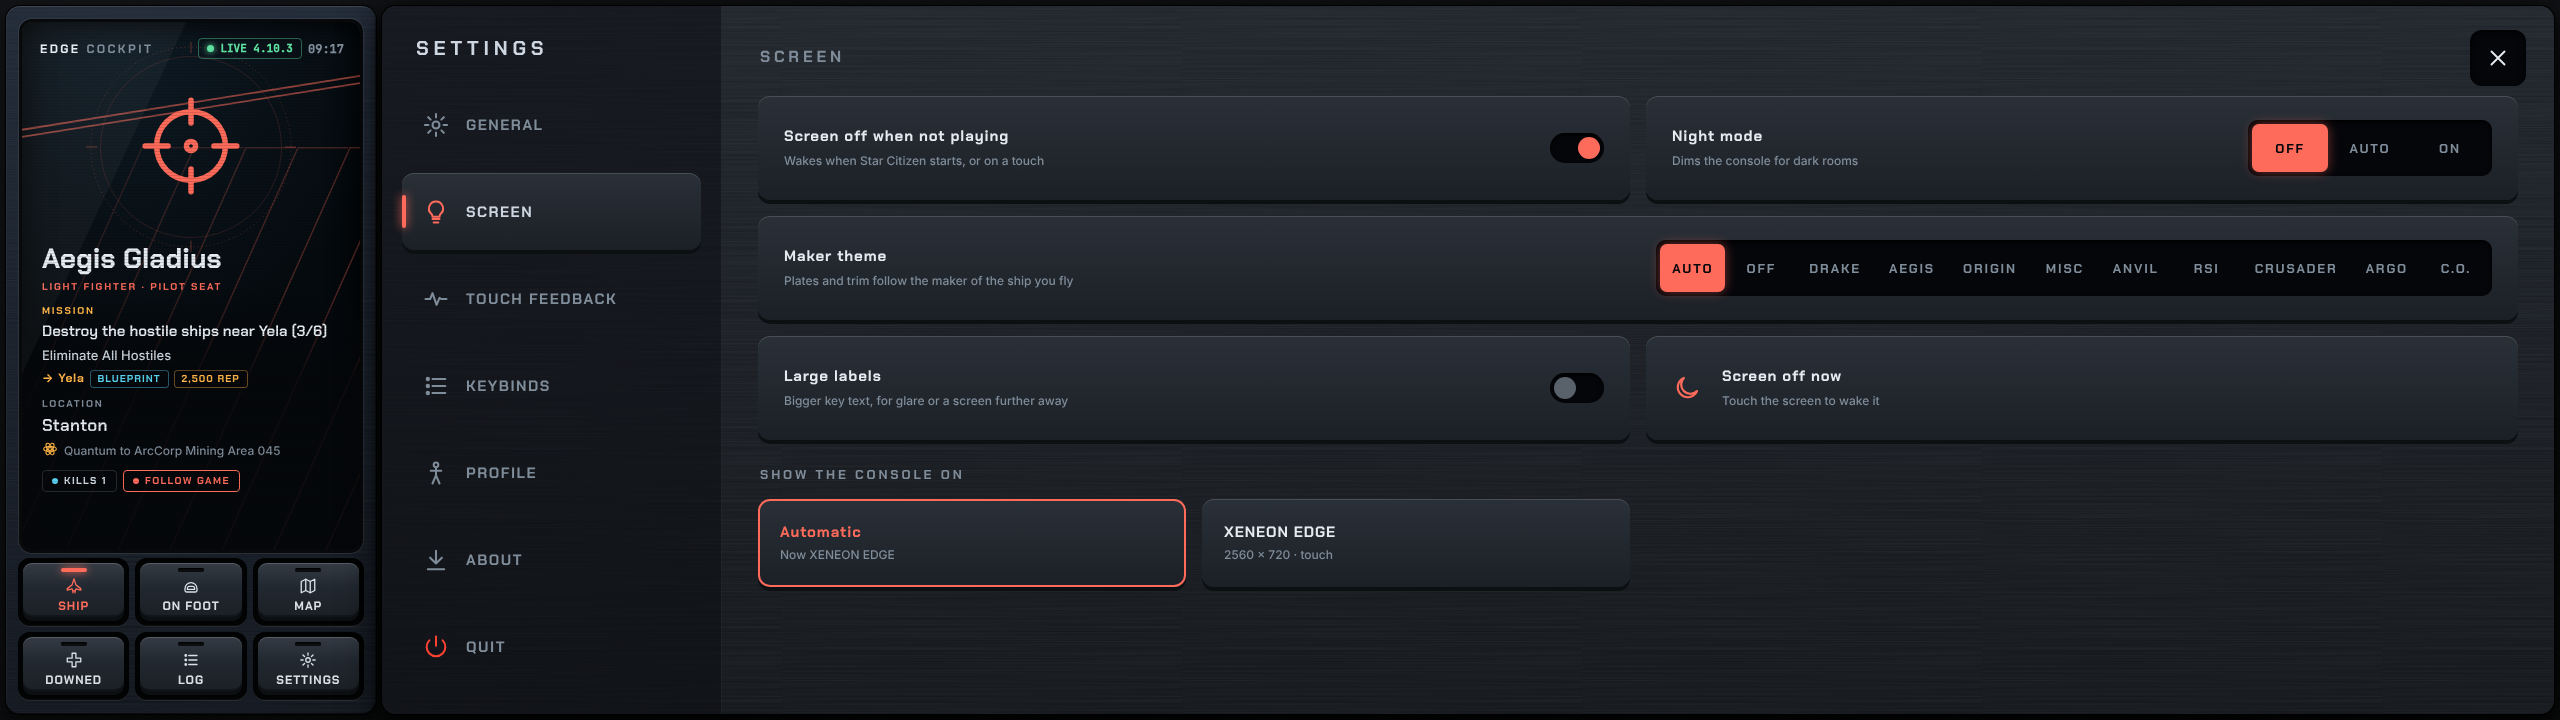 EDGE COCKPIT
LIVE 4.10.3
09:17
Aegis Gladius
LIGHT FIGHTER · PILOT SEAT
MISSION
Destroy the hostile ships near Yela (3/6)
Eliminate All Hostiles
→ Yela BLUEPRINT 2,500 REP
LOCATION
Stanton
Quantum to ArcCorp Mining Area 045
KILLS 1 FOLLOW GAME
SHIP ON FOOT MAP
DOWNED LOG SETTINGS
SETTINGS
GENERAL
SCREEN
TOUCH FEEDBACK
KEYBINDS
PROFILE
ABOUT
QUIT
SCREEN
Screen off when not playing
Wakes when Star Citizen starts, or on a touch
Night mode
Dims the console for dark rooms
OFF AUTO ON
Maker theme
Plates and trim follow the maker of the ship you fly
AUTO OFF DRAKE AEGIS ORIGIN MISC ANVIL RSI CRUSADER ARGO C.O.
Large labels
Bigger key text, for glare or a screen further away
Screen off now
Touch the screen to wake it
SHOW THE CONSOLE ON
Automatic
Now XENEON EDGE
XENEON EDGE
2560 × 720 · touch